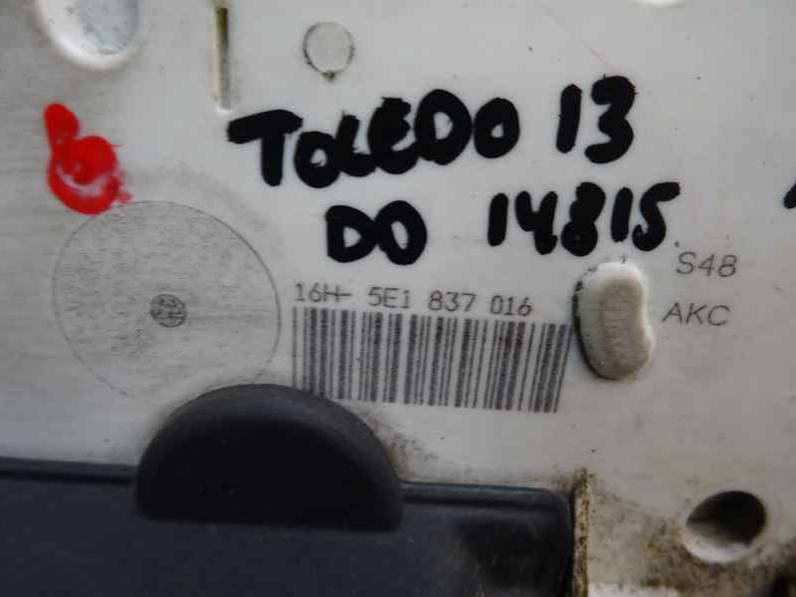 TOLEDO 13
DO 14815
S48
16H- 5E1 837 016
AKC